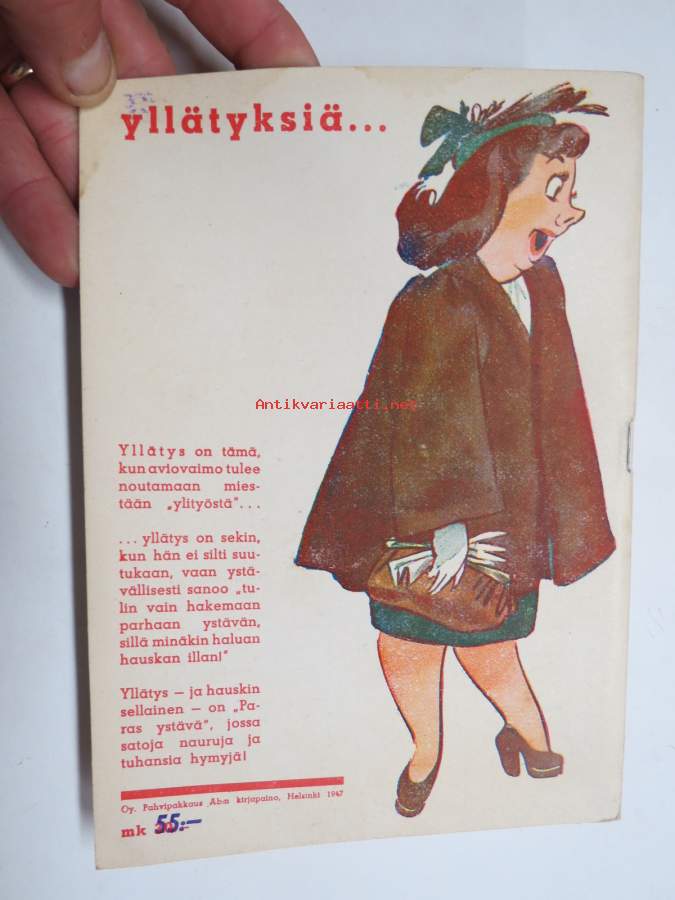 yllätyksiä...
Antikvariaatti.net
Yllätys on tämä,
kun aviovaimo tulee
noutamaan mies-
tään „ylityöstä"...
... yllätys on sekin,
kun hän ei silti suu-
tukaan, vaan ystä-
vällisesti sanoo „tu-
lin vain hakemaan
parhaan ystävän,
sillä minäkin haluan
hauskan illan!"
Yllätys — ja hauskin
sellainen — on „Pa-
ras ystävä", jossa
satoja nauruja ja
tuhansia hymyjä!
Oy. Pahvipakkaus Ab:n kirjapaino, Helsinki 1947
mk 55:—